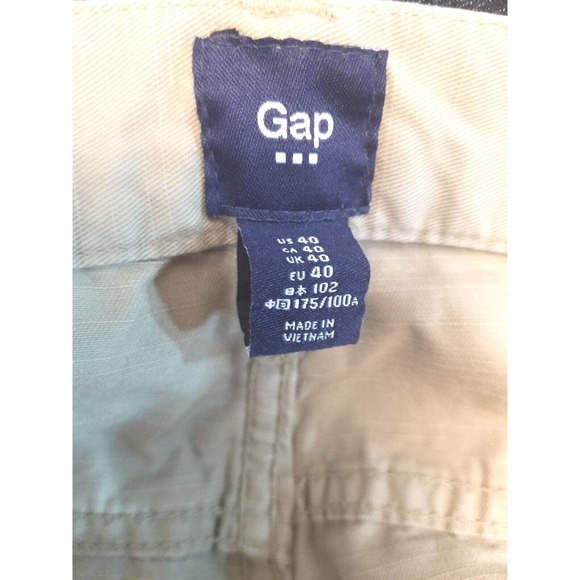 Gap
US 40
CA 40
UK 40
EU 40
日本 102
中国 175/100A
MADE IN
VIETNAM